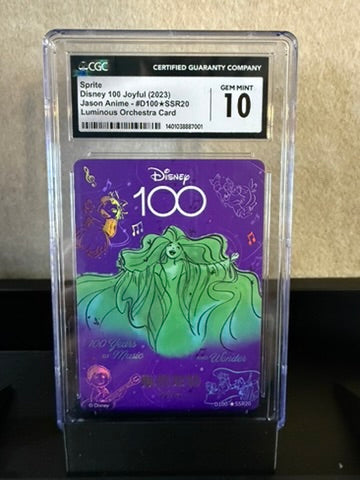 CGC
CERTIFIED GUARANTY COMPANY
Sprite
Disney 100 Joyful (2023)
Jason Anime - #D100★SSR20
Luminous Orchestra Card
1401038887001
GEM MINT
10
Disney
100
100 Years
of Music
and Wonder
© Disney
D100 ★ SSR20